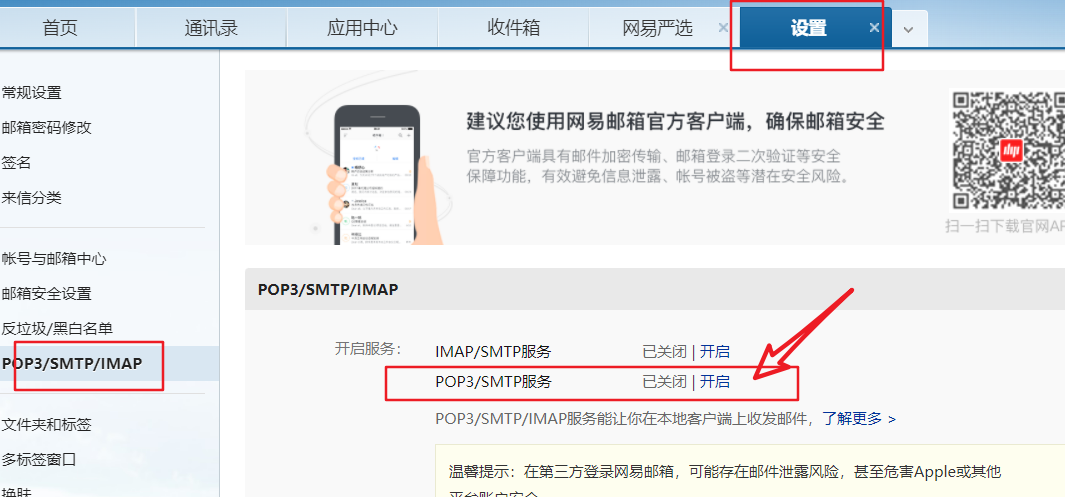 首页
通讯录
应用中心
收件箱
网易严选 ×
设置 ×
常规设置
邮箱密码修改
签名
来信分类
帐号与邮箱中心
邮箱安全设置
反垃圾/黑白名单
POP3/SMTP/IMAP
文件夹和标签
多标签窗口
换肤
建议您使用网易邮箱官方客户端，确保邮箱安全
官方客户端具有邮件加密传输、邮箱登录二次验证等安全
保障功能，有效避免信息泄露、帐号被盗等潜在安全风险。
扫一扫下载官网AP
POP3/SMTP/IMAP
开启服务： IMAP/SMTP服务 已关闭 | 开启
POP3/SMTP服务 已关闭 | 开启
POP3/SMTP/IMAP服务能让你在本地客户端上收发邮件，了解更多 >
温馨提示：在第三方登录网易邮箱，可能存在邮件泄露风险，甚至危害Apple或其他
平台账户安全